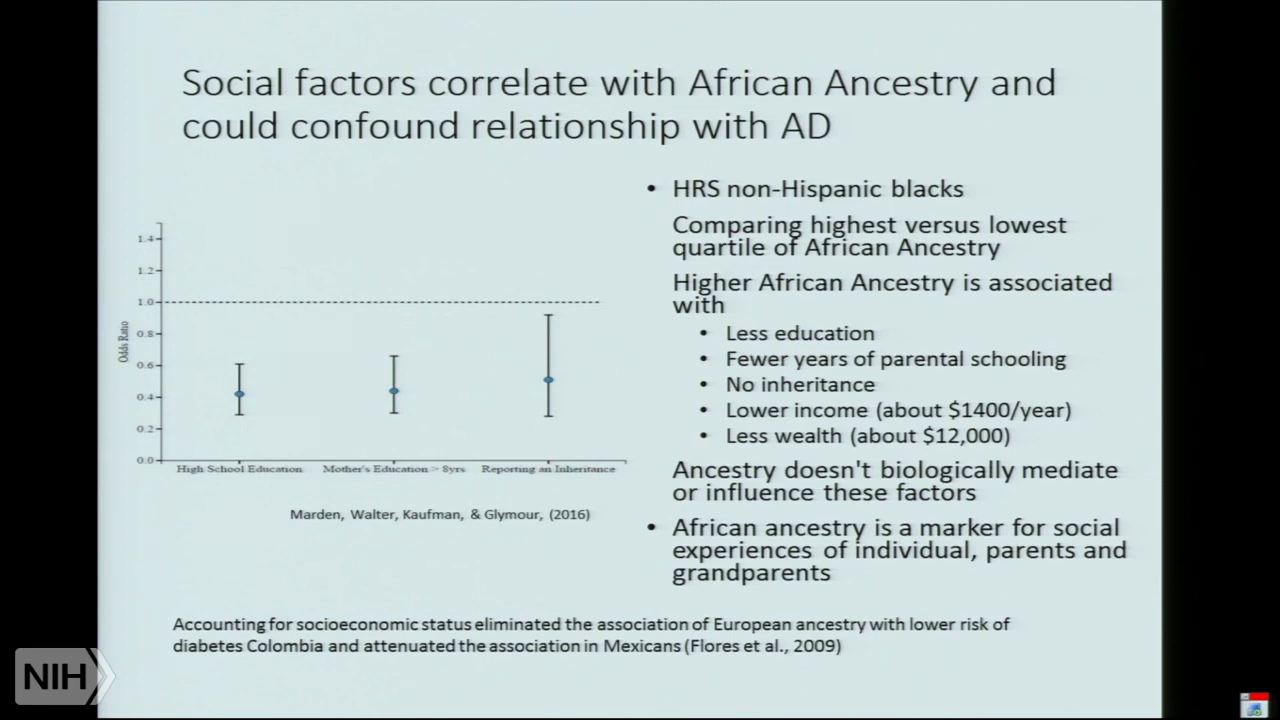 Social factors correlate with African Ancestry and
could confound relationship with AD
• HRS non-Hispanic blacks
Comparing highest versus lowest
quartile of African Ancestry
Higher African Ancestry is associated
with
• Less education
• Fewer years of parental schooling
• No inheritance
• Lower income (about $1400/year)
• Less wealth (about $12,000)
Ancestry doesn't biologically mediate
or influence these factors
• African ancestry is a marker for social
experiences of individual, parents and
grandparents
Odds Ratio
1.4
1.2
1.0
0.8
0.6
0.4
0.2
0.0
High School Education Mother's Education > 8yrs Reporting an Inheritance
Marden, Walter, Kaufman, & Glymour, (2016)
Accounting for socioeconomic status eliminated the association of European ancestry with lower risk of
diabetes Colombia and attenuated the association in Mexicans (Flores et al., 2009)
NIH